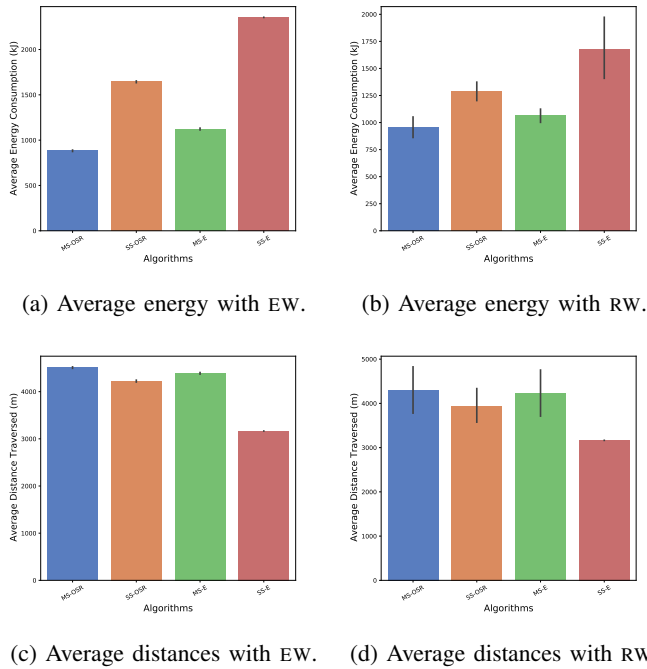 Average Energy Consumption (kJ)
2000
1500
1000
500
0
MS-OSR SS-OSR MS-E SS-E
Algorithms
(a) Average energy with EW.
Average Energy Consumption (kJ)
2000
1750
1500
1250
1000
750
500
250
0
MS-OSR SS-OSR MS-E SS-E
Algorithms
(b) Average energy with RW.
Average Distance Traversed (m)
4000
3000
2000
1000
0
MS-OSR SS-OSR MS-E SS-E
Algorithms
(c) Average distances with EW.
Average Distance Traversed (m)
5000
4000
3000
2000
1000
0
MS-OSR SS-OSR MS-E SS-E
Algorithms
(d) Average distances with RW